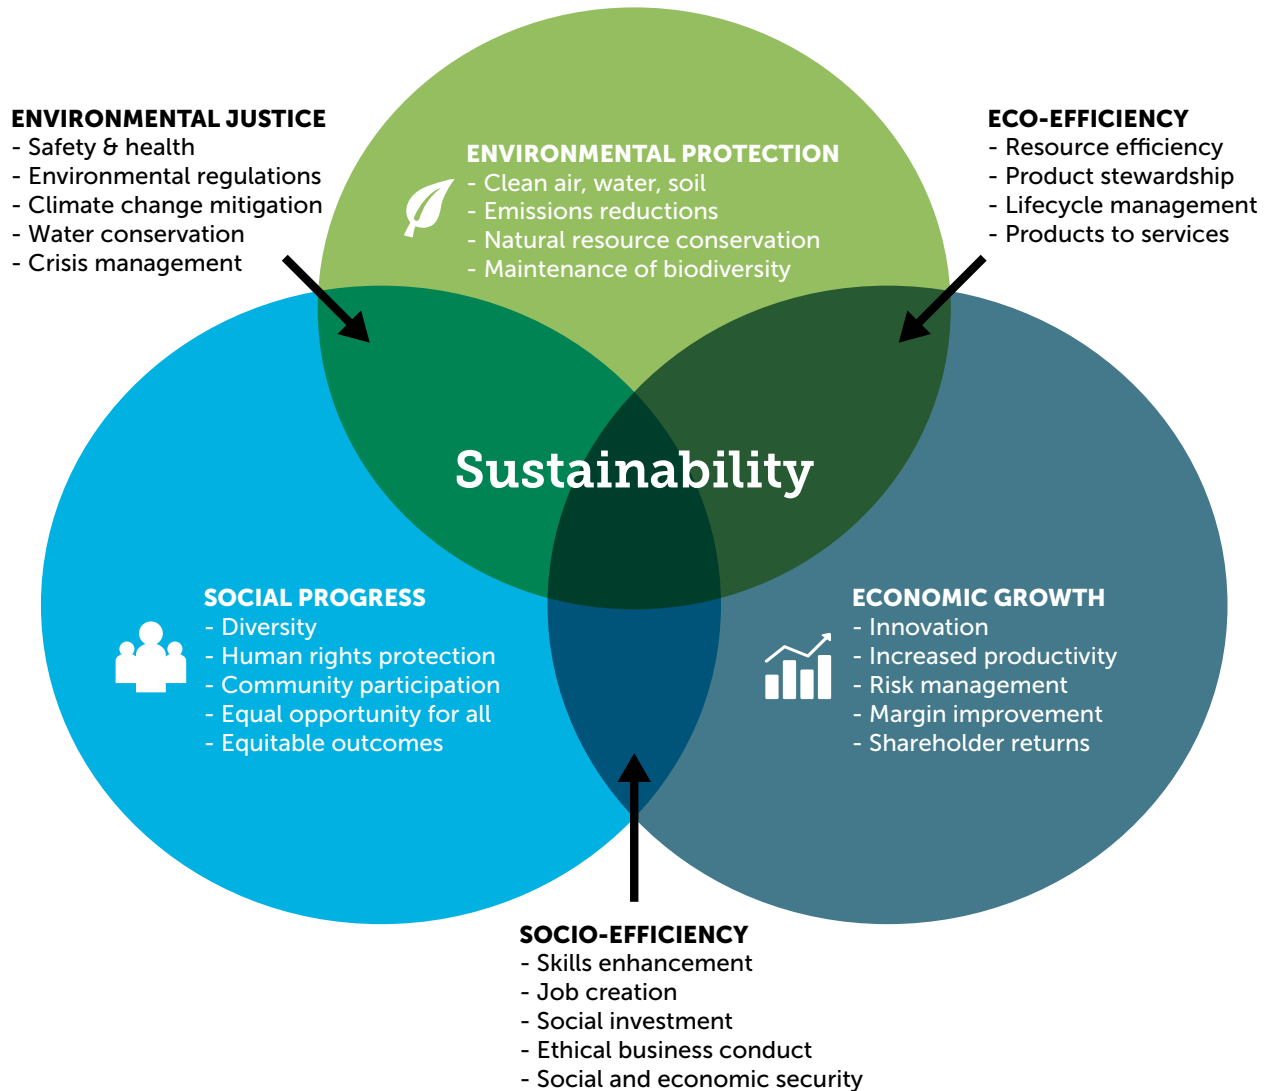 ENVIRONMENTAL JUSTICE
- Safety & health
- Environmental regulations
- Climate change mitigation
- Water conservation
- Crisis management
ENVIRONMENTAL PROTECTION
- Clean air, water, soil
- Emissions reductions
- Natural resource conservation
- Maintenance of biodiversity
ECO-EFFICIENCY
- Resource efficiency
- Product stewardship
- Lifecycle management
- Products to services
Sustainability
SOCIAL PROGRESS
- Diversity
- Human rights protection
- Community participation
- Equal opportunity for all
- Equitable outcomes
ECONOMIC GROWTH
- Innovation
- Increased productivity
- Risk management
- Margin improvement
- Shareholder returns
SOCIO-EFFICIENCY
- Skills enhancement
- Job creation
- Social investment
- Ethical business conduct
- Social and economic security